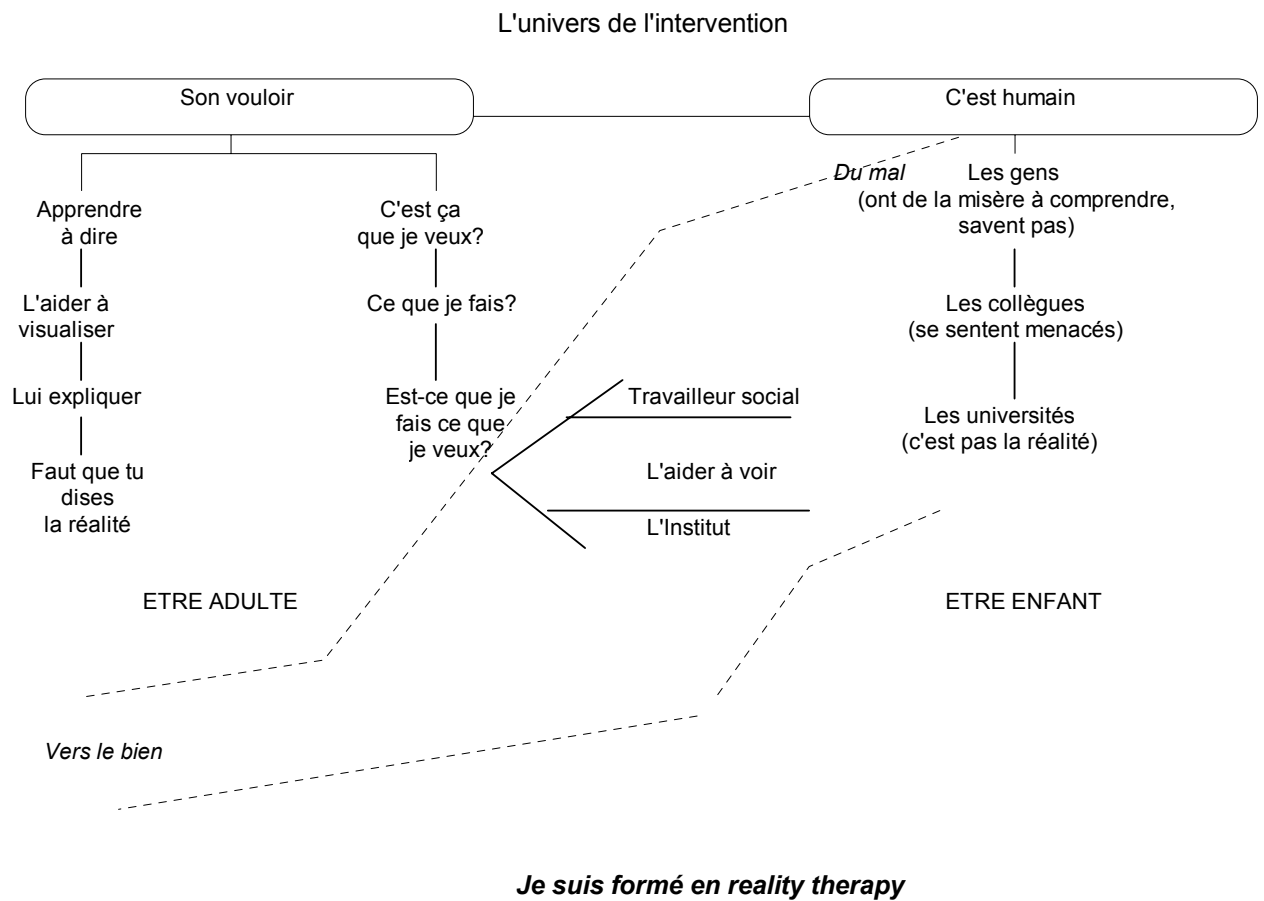 L'univers de l'intervention
Son vouloir
C'est humain
Apprendre
à dire
L'aider à
visualiser
Lui expliquer
Faut que tu
dises
la réalité
C'est ça
que je veux?
Ce que je fais?
Est-ce que je
fais ce que
je veux?
Travailleur social
L'aider à voir
L'Institut
Du mal
Les gens
(ont de la misère à comprendre,
savent pas)
Les collègues
(se sentent menacés)
Les universités
(c'est pas la réalité)
ETRE ADULTE
ETRE ENFANT
Vers le bien
Je suis formé en reality therapy